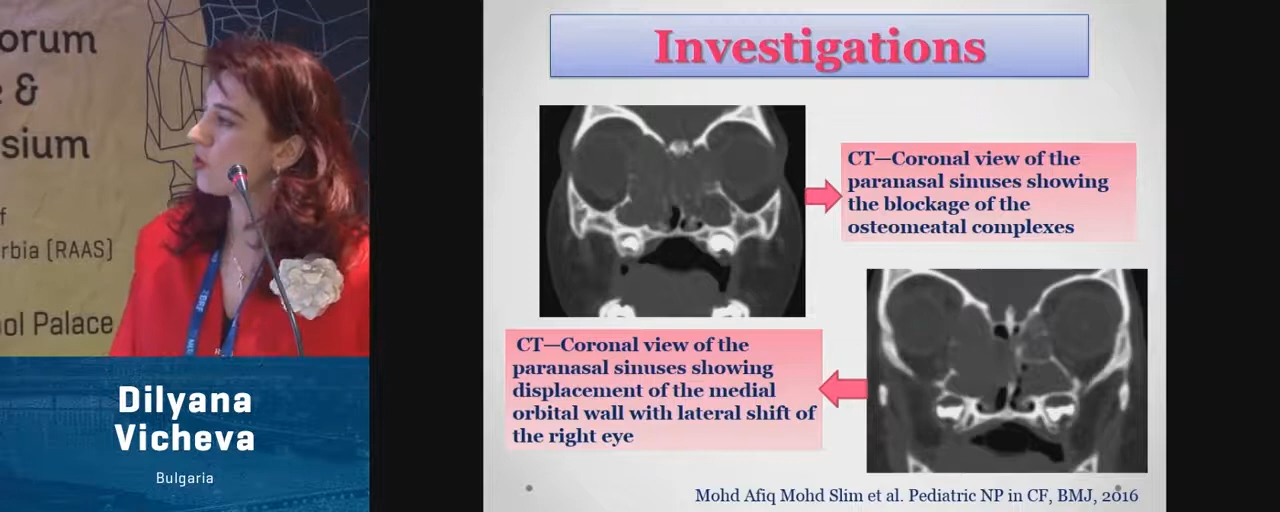 orum
&
sium
f
rbia (RAAS)
ol Palace
Dilyana
Vicheva
Bulgaria
Investigations
CT—Coronal view of the
paranasal sinuses showing
the blockage of the
osteomeatal complexes
CT—Coronal view of the
paranasal sinuses showing
displacement of the medial
orbital wall with lateral shift of
the right eye
Mohd Afiq Mohd Slim et al. Pediatric NP in CF, BMJ, 2016